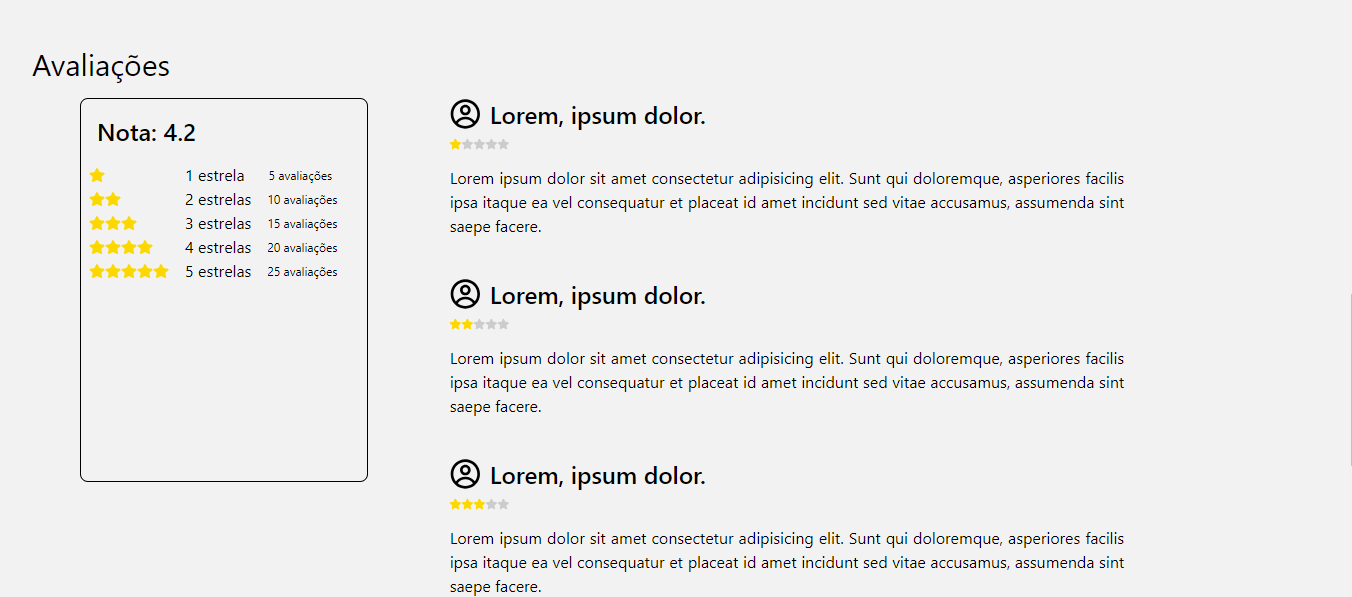 Avaliações
Nota: 4.2
1 estrela 5 avaliações
2 estrelas 10 avaliações
3 estrelas 15 avaliações
4 estrelas 20 avaliações
5 estrelas 25 avaliações
Lorem, ipsum dolor.
Lorem ipsum dolor sit amet consectetur adipisicing elit. Sunt qui doloremque, asperiores facilis
ipsa itaque ea vel consequatur et placeat id amet incidunt sed vitae accusamus, assumenda sint
saepe facere.
Lorem, ipsum dolor.
Lorem ipsum dolor sit amet consectetur adipisicing elit. Sunt qui doloremque, asperiores facilis
ipsa itaque ea vel consequatur et placeat id amet incidunt sed vitae accusamus, assumenda sint
saepe facere.
Lorem, ipsum dolor.
Lorem ipsum dolor sit amet consectetur adipisicing elit. Sunt qui doloremque, asperiores facilis
ipsa itaque ea vel consequatur et placeat id amet incidunt sed vitae accusamus, assumenda sint
saepe facere.